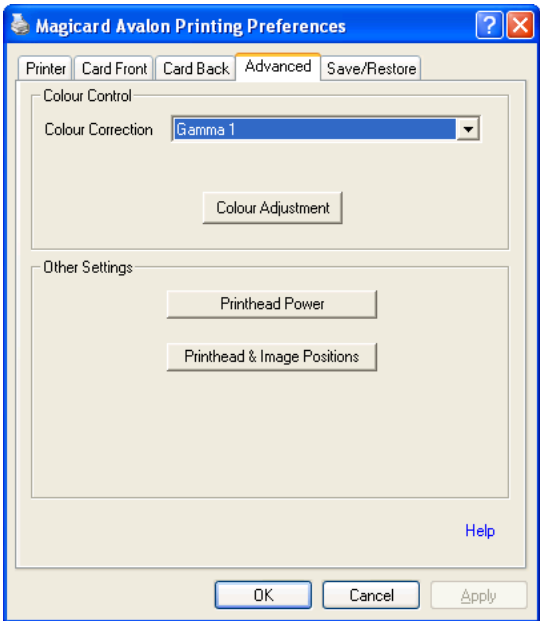 Magicard Avalon Printing Preferences
Printer Card Front Card Back Advanced Save/Restore
Colour Control
Colour Correction Gamma 1
Colour Adjustment
Other Settings
Printhead Power
Printhead & Image Positions
Help
OK Cancel Apply